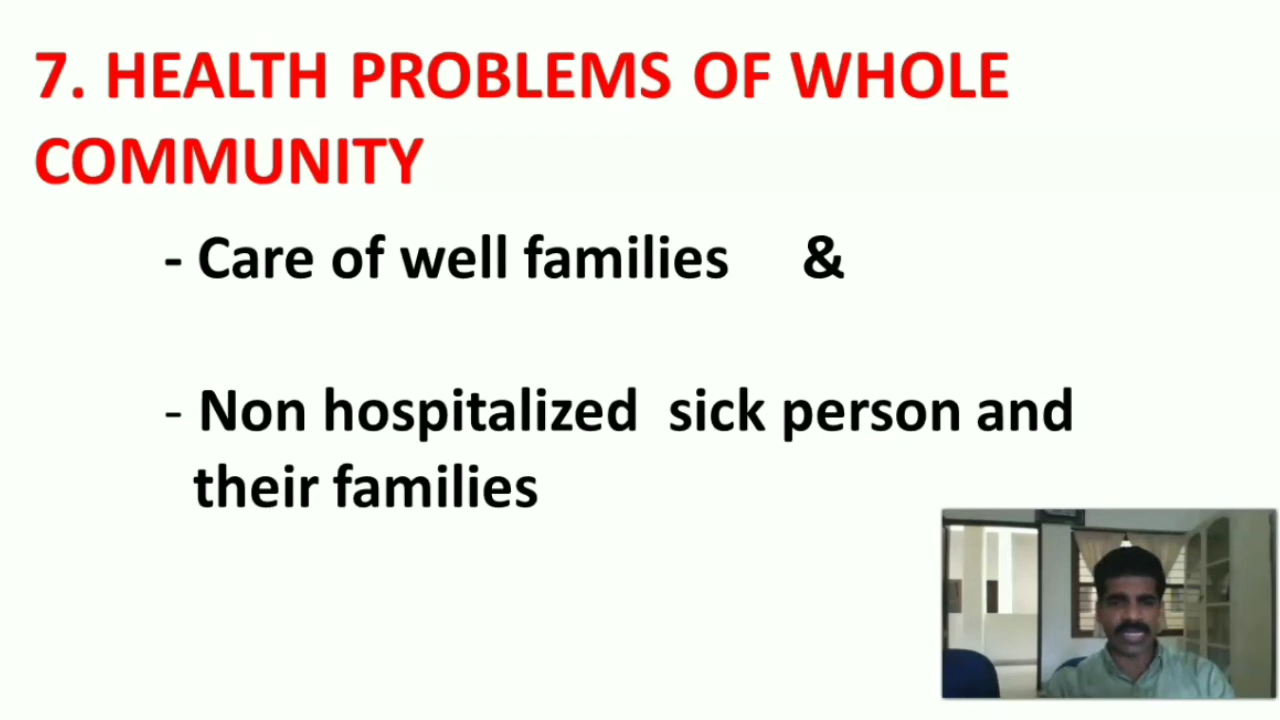 7. HEALTH PROBLEMS OF WHOLE
COMMUNITY
- Care of well families &
- Non hospitalized sick person and
their families